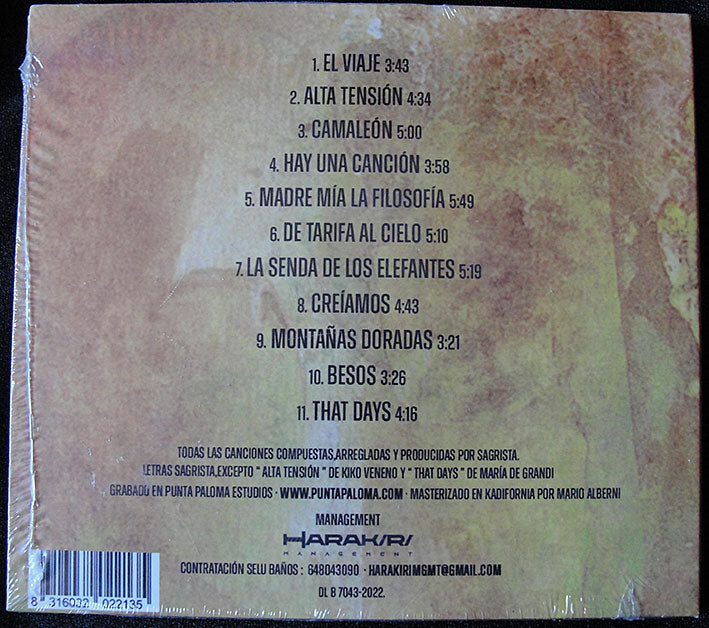 1. EL VIAJE 3:43
2. ALTA TENSIÓN 4:34
3. CAMALEÓN 5:00
4. HAY UNA CANCIÓN 3:58
5. MADRE MÍA LA FILOSOFÍA 5:49
6. DE TARIFA AL CIELO 5:10
7. LA SENDA DE LOS ELEFANTES 5:19
8. CREÍAMOS 4:43
9. MONTAÑAS DORADAS 3:21
10. BESOS 3:26
11. THAT DAYS 4:16
TODAS LAS CANCIONES COMPUESTAS,ARREGLADAS Y PRODUCIDAS POR SAGRISTA.
LETRAS SAGRISTA,EXCEPTO " ALTA TENSIÓN " DE KIKO VENENO Y " THAT DAYS " DE MARÍA DE GRANDI
GRABADO EN PUNTA PALOMA ESTUDIOS · WWW.PUNTAPALOMA.COM · MASTERIZADO EN KADIFORNIA POR MARIO ALBERNI
MANAGEMENT
HARAKIRI
MANAGEMENT
CONTRATACIÓN SELU BAÑOS : 648043090 · HARAKIRIMGMT@GMAIL.COM
8 022135
DL B 7043-2022.